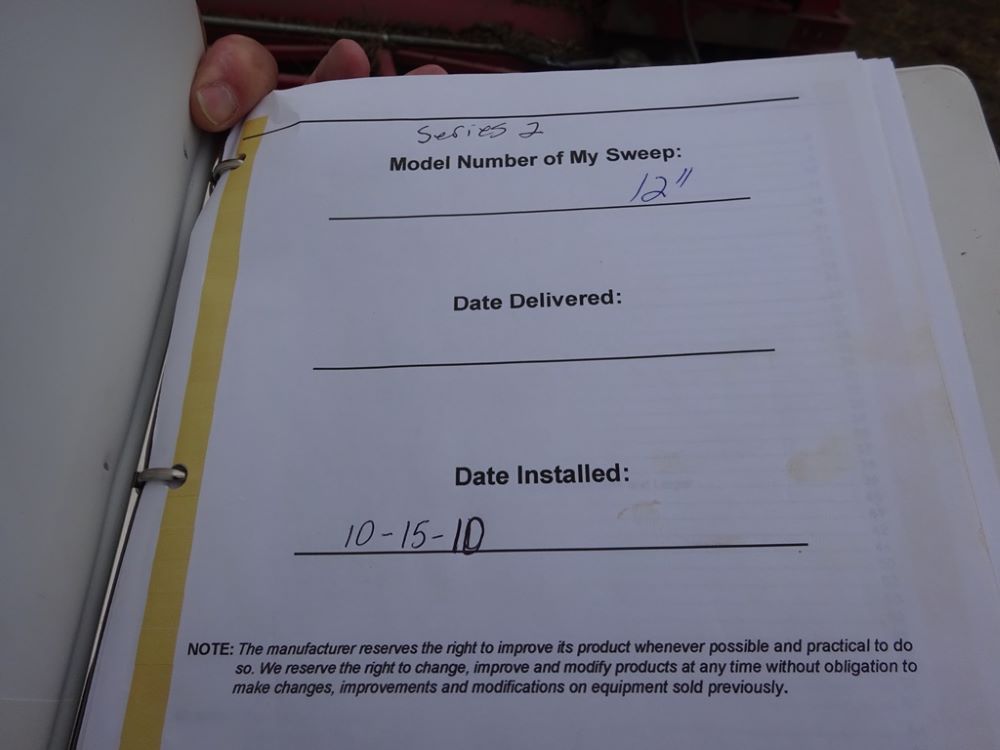 Series 2
Model Number of My Sweep:
12"
Date Delivered:
Date Installed:
10-15-10
NOTE: The manufacturer reserves the right to improve its product whenever possible and practical to do
so. We reserve the right to change, improve and modify products at any time without obligation to
make changes, improvements and modifications on equipment sold previously.